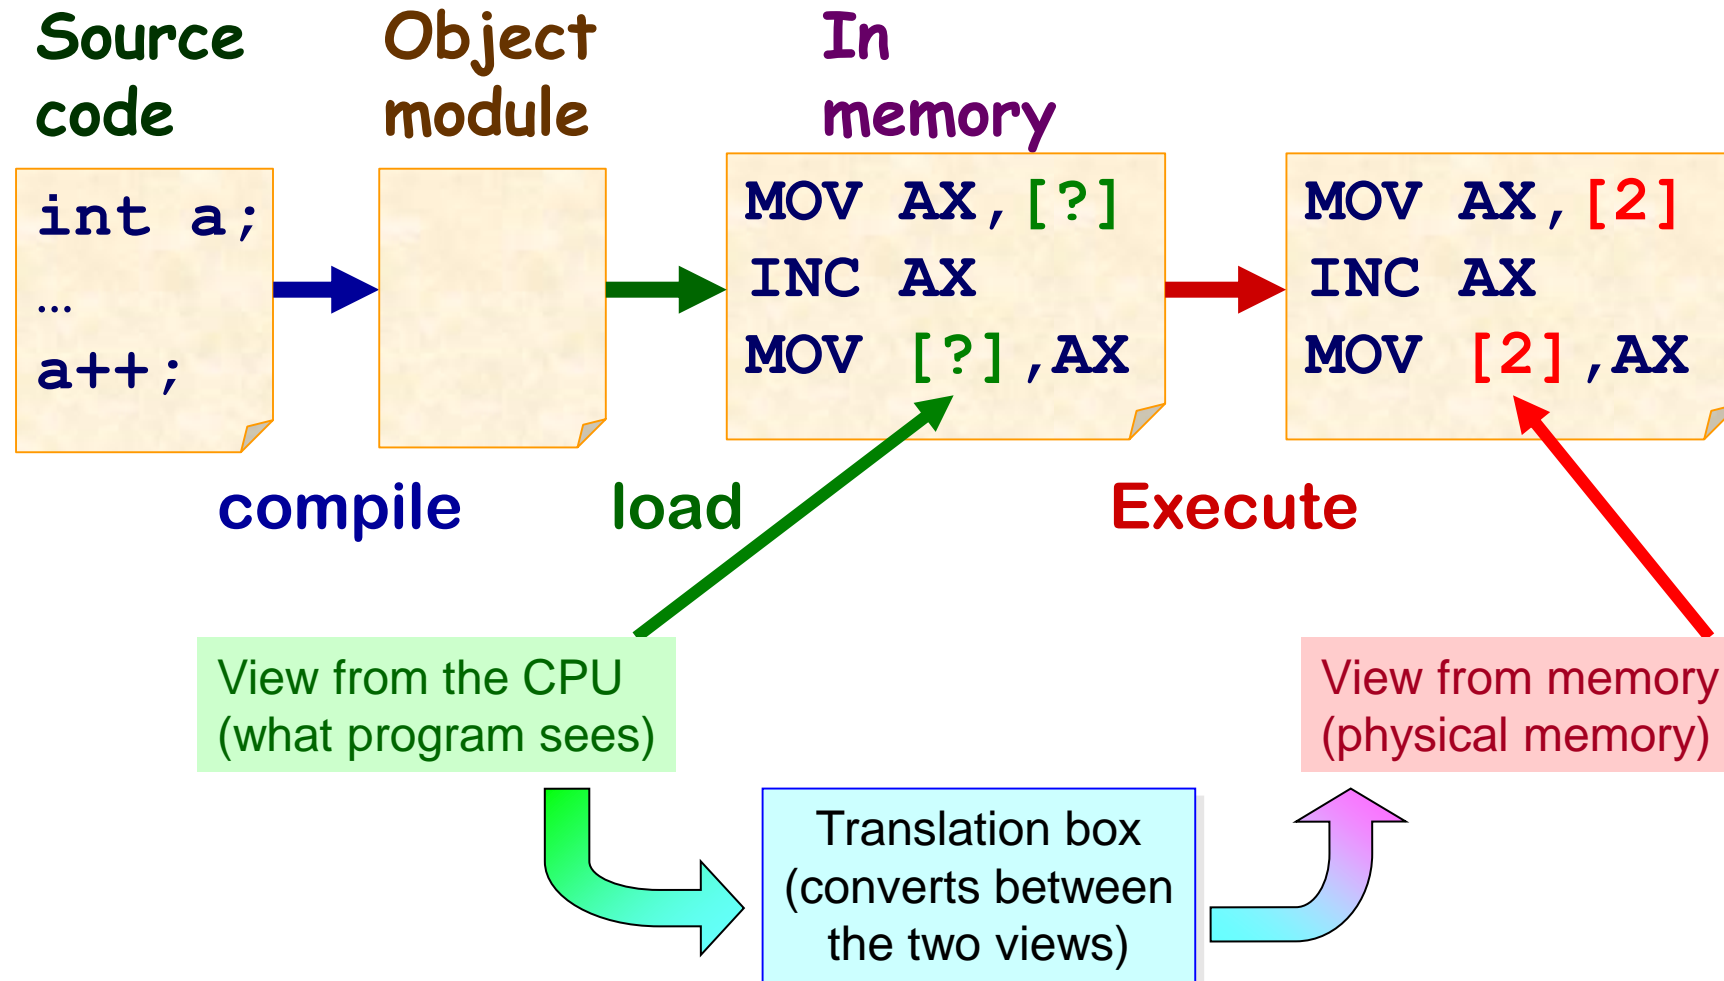 Source
code
Object
module
In
memory
int a;
…
a++;
MOV AX,[?]
INC AX
MOV [?],AX
MOV AX,[2]
INC AX
MOV [2],AX
compile
load
Execute
View from the CPU
(what program sees)
View from memory
(physical memory)
Translation box
(converts between
the two views)